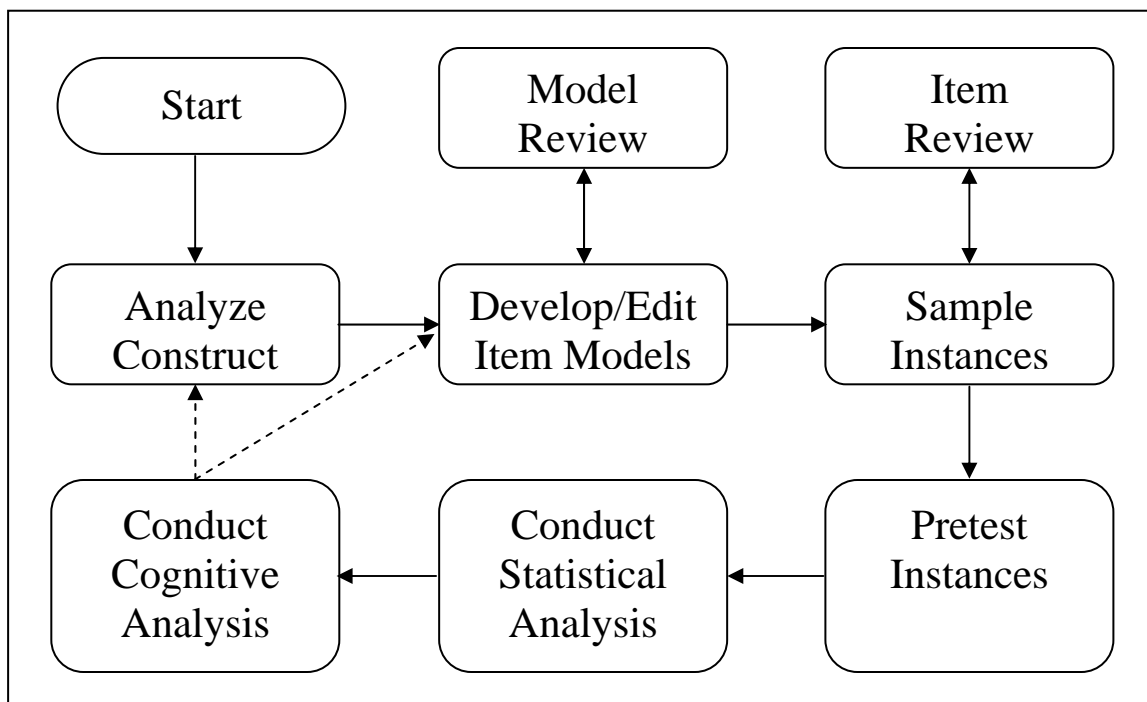 Start
Model
Review
Item
Review
Analyze
Construct
Develop/Edit
Item Models
Sample
Instances
Conduct
Cognitive
Analysis
Conduct
Statistical
Analysis
Pretest
Instances